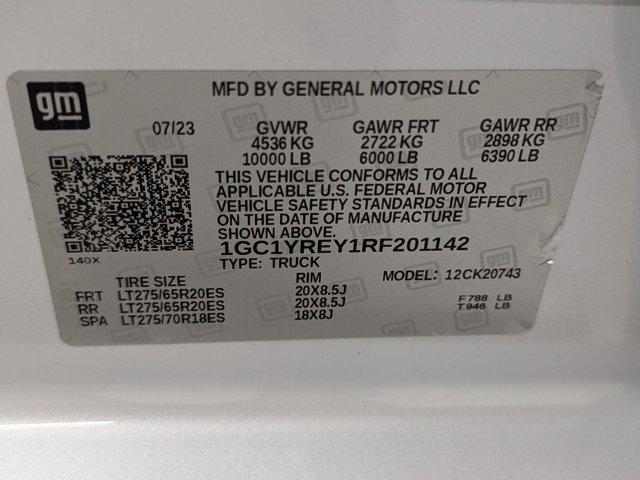 gm
MFD BY GENERAL MOTORS LLC
07/23 GVWR GAWR FRT GAWR RR
4536 KG 2722 KG 2898 KG
10000 LB 6000 LB 6390 LB
THIS VEHICLE CONFORMS TO ALL
APPLICABLE U.S. FEDERAL MOTOR
VEHICLE SAFETY STANDARDS IN EFFECT
ON THE DATE OF MANUFACTURE
SHOWN ABOVE.
140X
1GC1YREY1RF201142
TYPE: TRUCK MODEL: 12CK20743
TIRE SIZE RIM
FRT LT275/65R20ES 20X8.5J
RR LT275/65R20ES 20X8.5J
SPA LT275/70R18ES 18X8J
F 788 LB
T 946 LB